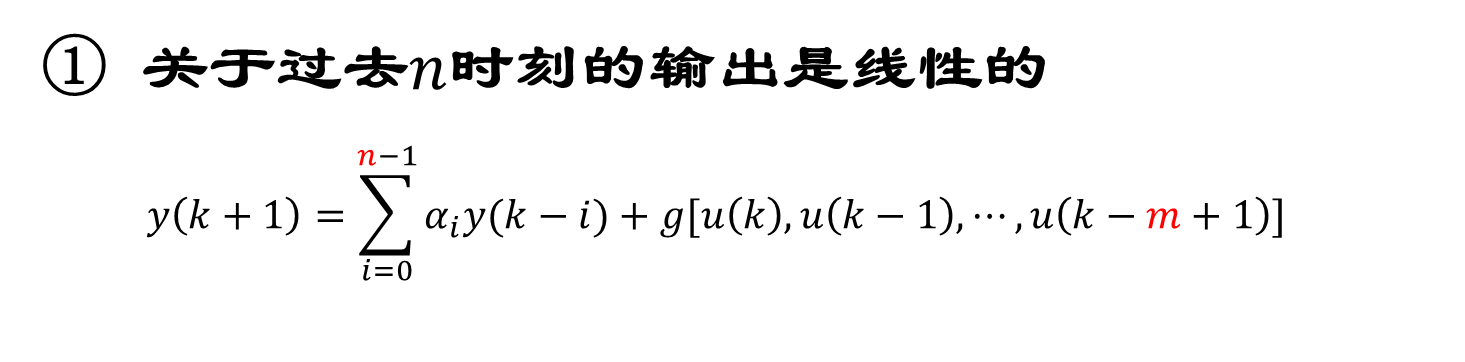 ① 关于过去n时刻的输出是线性的
n−1
y(k + 1) = ∑ αᵢy(k − i) + g[u(k), u(k − 1), ⋯ , u(k − m + 1)]
i=0